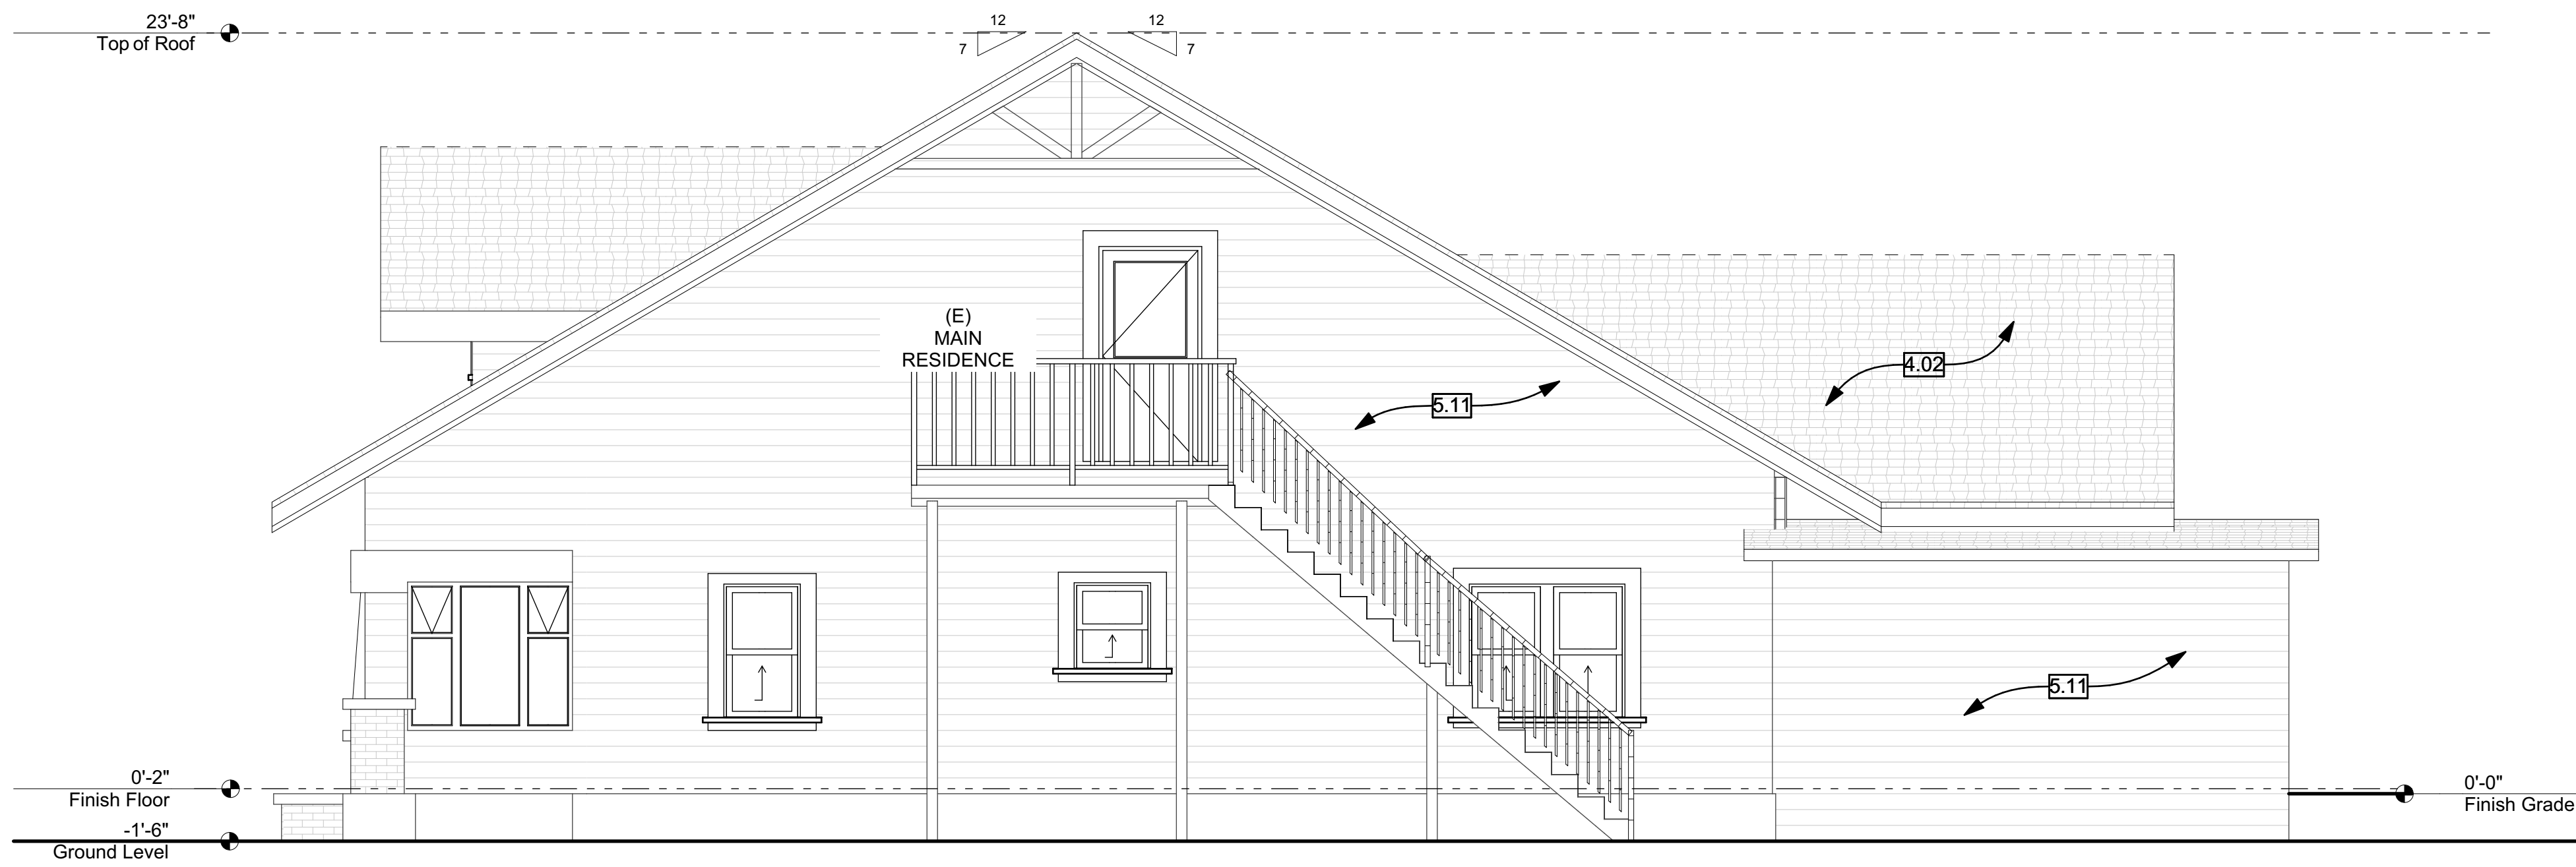 23'-8"
Top of Roof
12
7
12
7
(E)
MAIN
RESIDENCE
4.02
5.11
5.11
0'-2"
Finish Floor
0'-0"
Finish Grade
-1'-6"
Ground Level